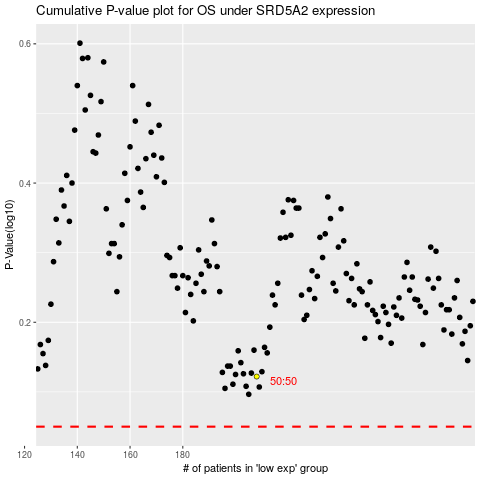 Cumulative P-value plot for OS under SRD5A2 expression
P-Value(log10)
0.6
0.4
0.2
50:50
120 140 160 180
# of patients in 'low exp' group